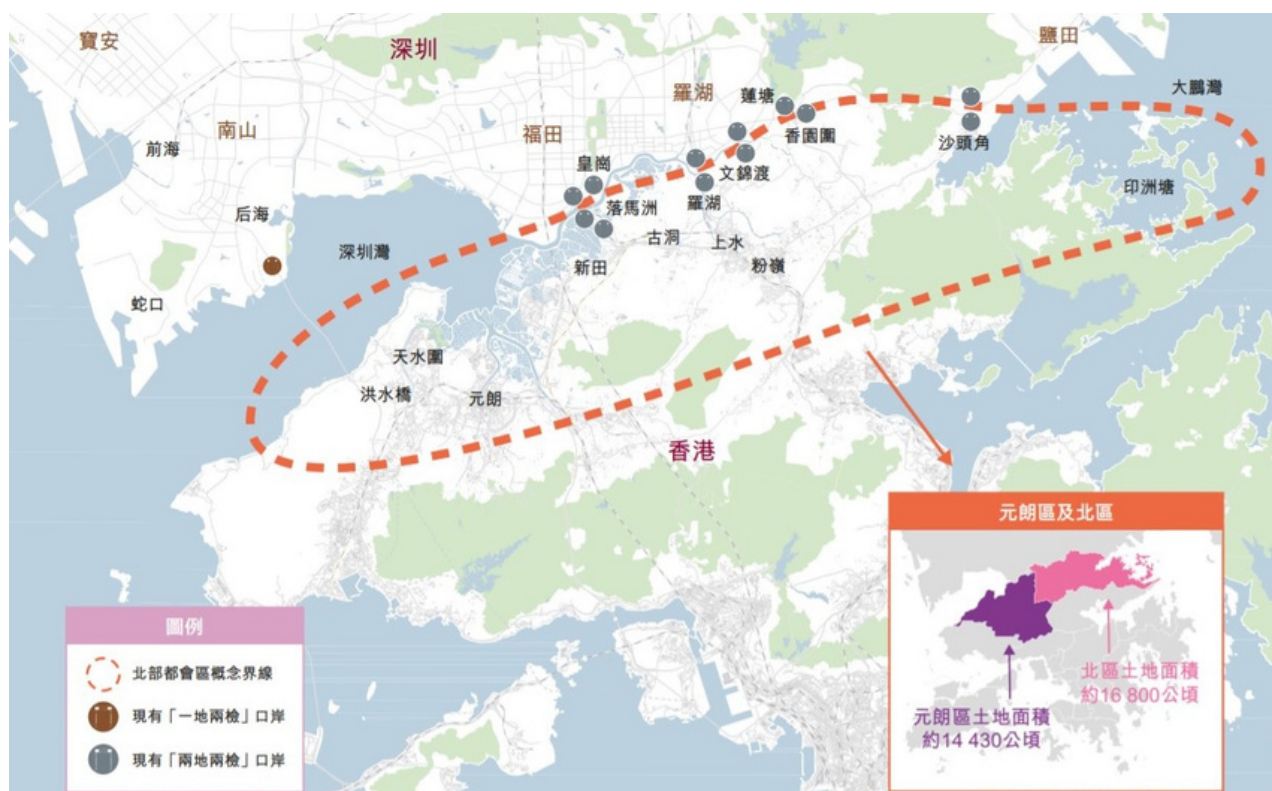 寶安
深圳
鹽田
大鵬灣
羅湖
蓮塘
南山
福田
香園圍
沙頭角
前海
皇崗
文錦渡
印洲塘
后海
落馬洲
羅湖
深圳灣
古洞
上水
新田
粉嶺
蛇口
天水圍
洪水橋
元朗
香港
圖例
北部都會區概念界線
現有「一地兩檢」口岸
現有「兩地兩檢」口岸
元朗區及北區
北區土地面積
約16 800公頃
元朗區土地面積
約14 430公頃